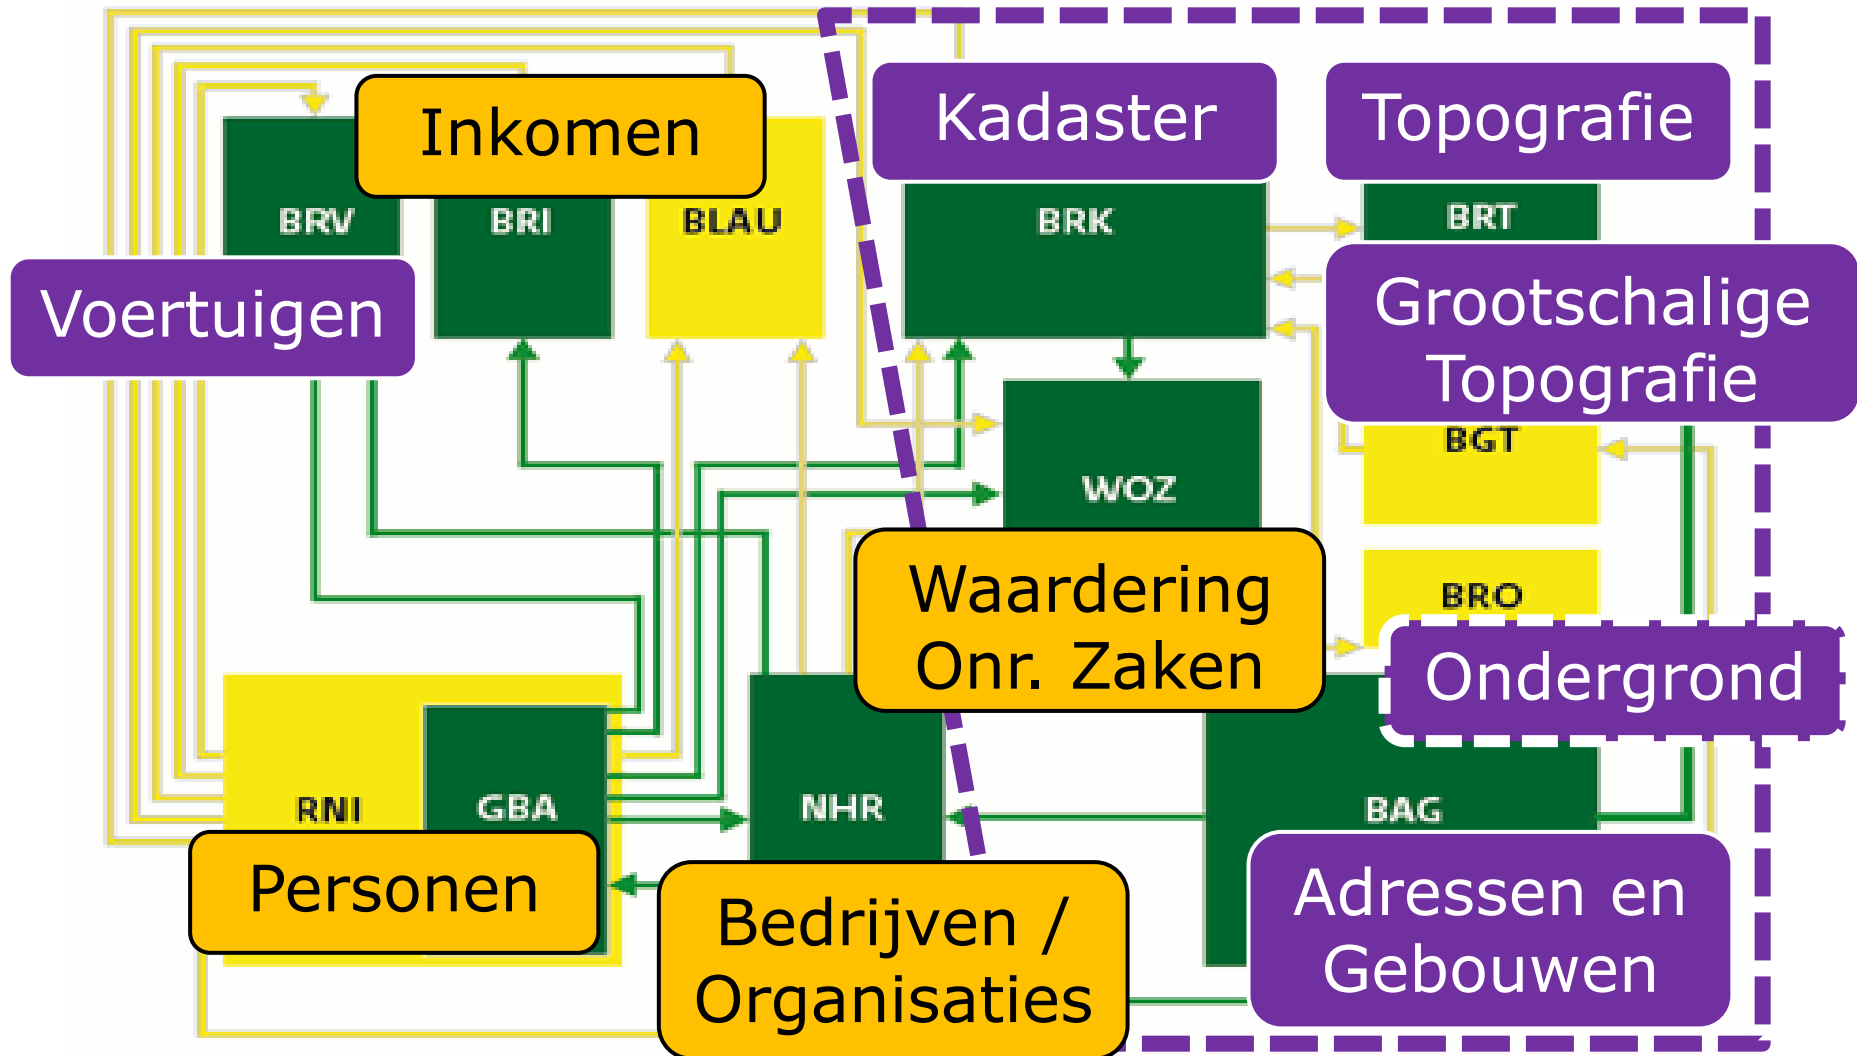 Inkomen
Kadaster
Topografie
BRV
BRI
BLAU
BRK
BRT
Voertuigen
Grootschalige
Topografie
BGT
WOZ
Waardering
Onr. Zaken
BRO
Ondergrond
RNI
GBA
NHR
BAG
Personen
Bedrijven /
Organisaties
Adressen en
Gebouwen